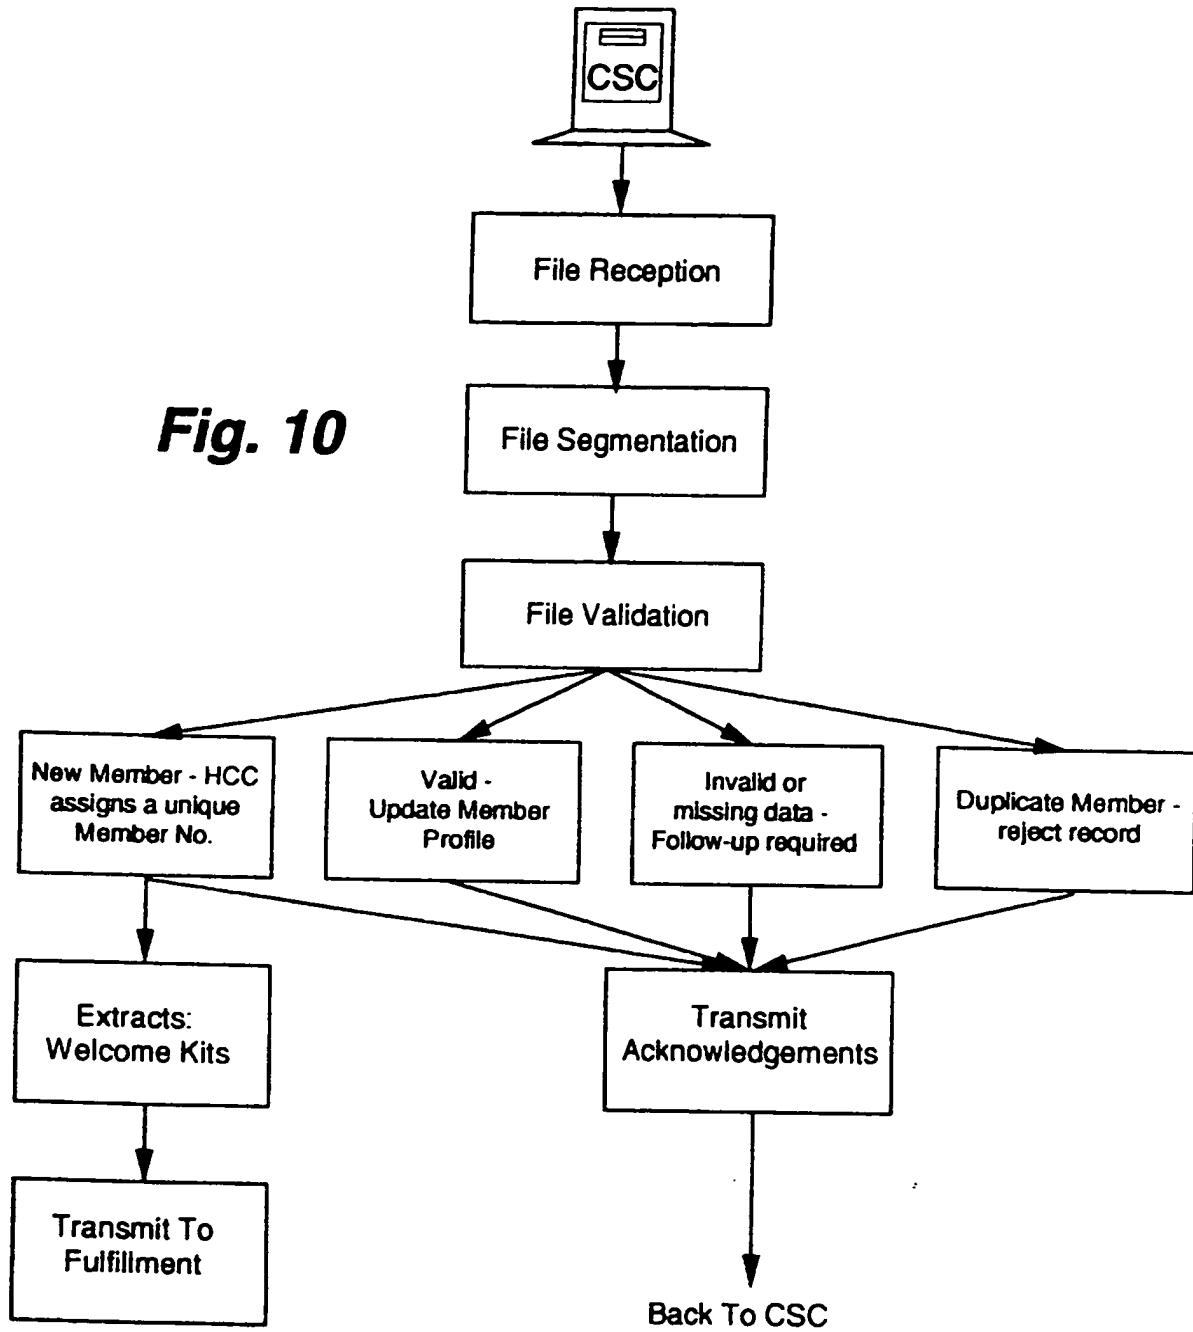 CSC
File Reception
Fig. 10
File Segmentation
File Validation
New Member - HCC
assigns a unique
Member No.
Valid -
Update Member
Profile
Invalid or
missing data -
Follow-up required
Duplicate Member -
reject record
Extracts:
Welcome Kits
Transmit
Acknowledgements
Transmit To
Fulfillment
Back To CSC